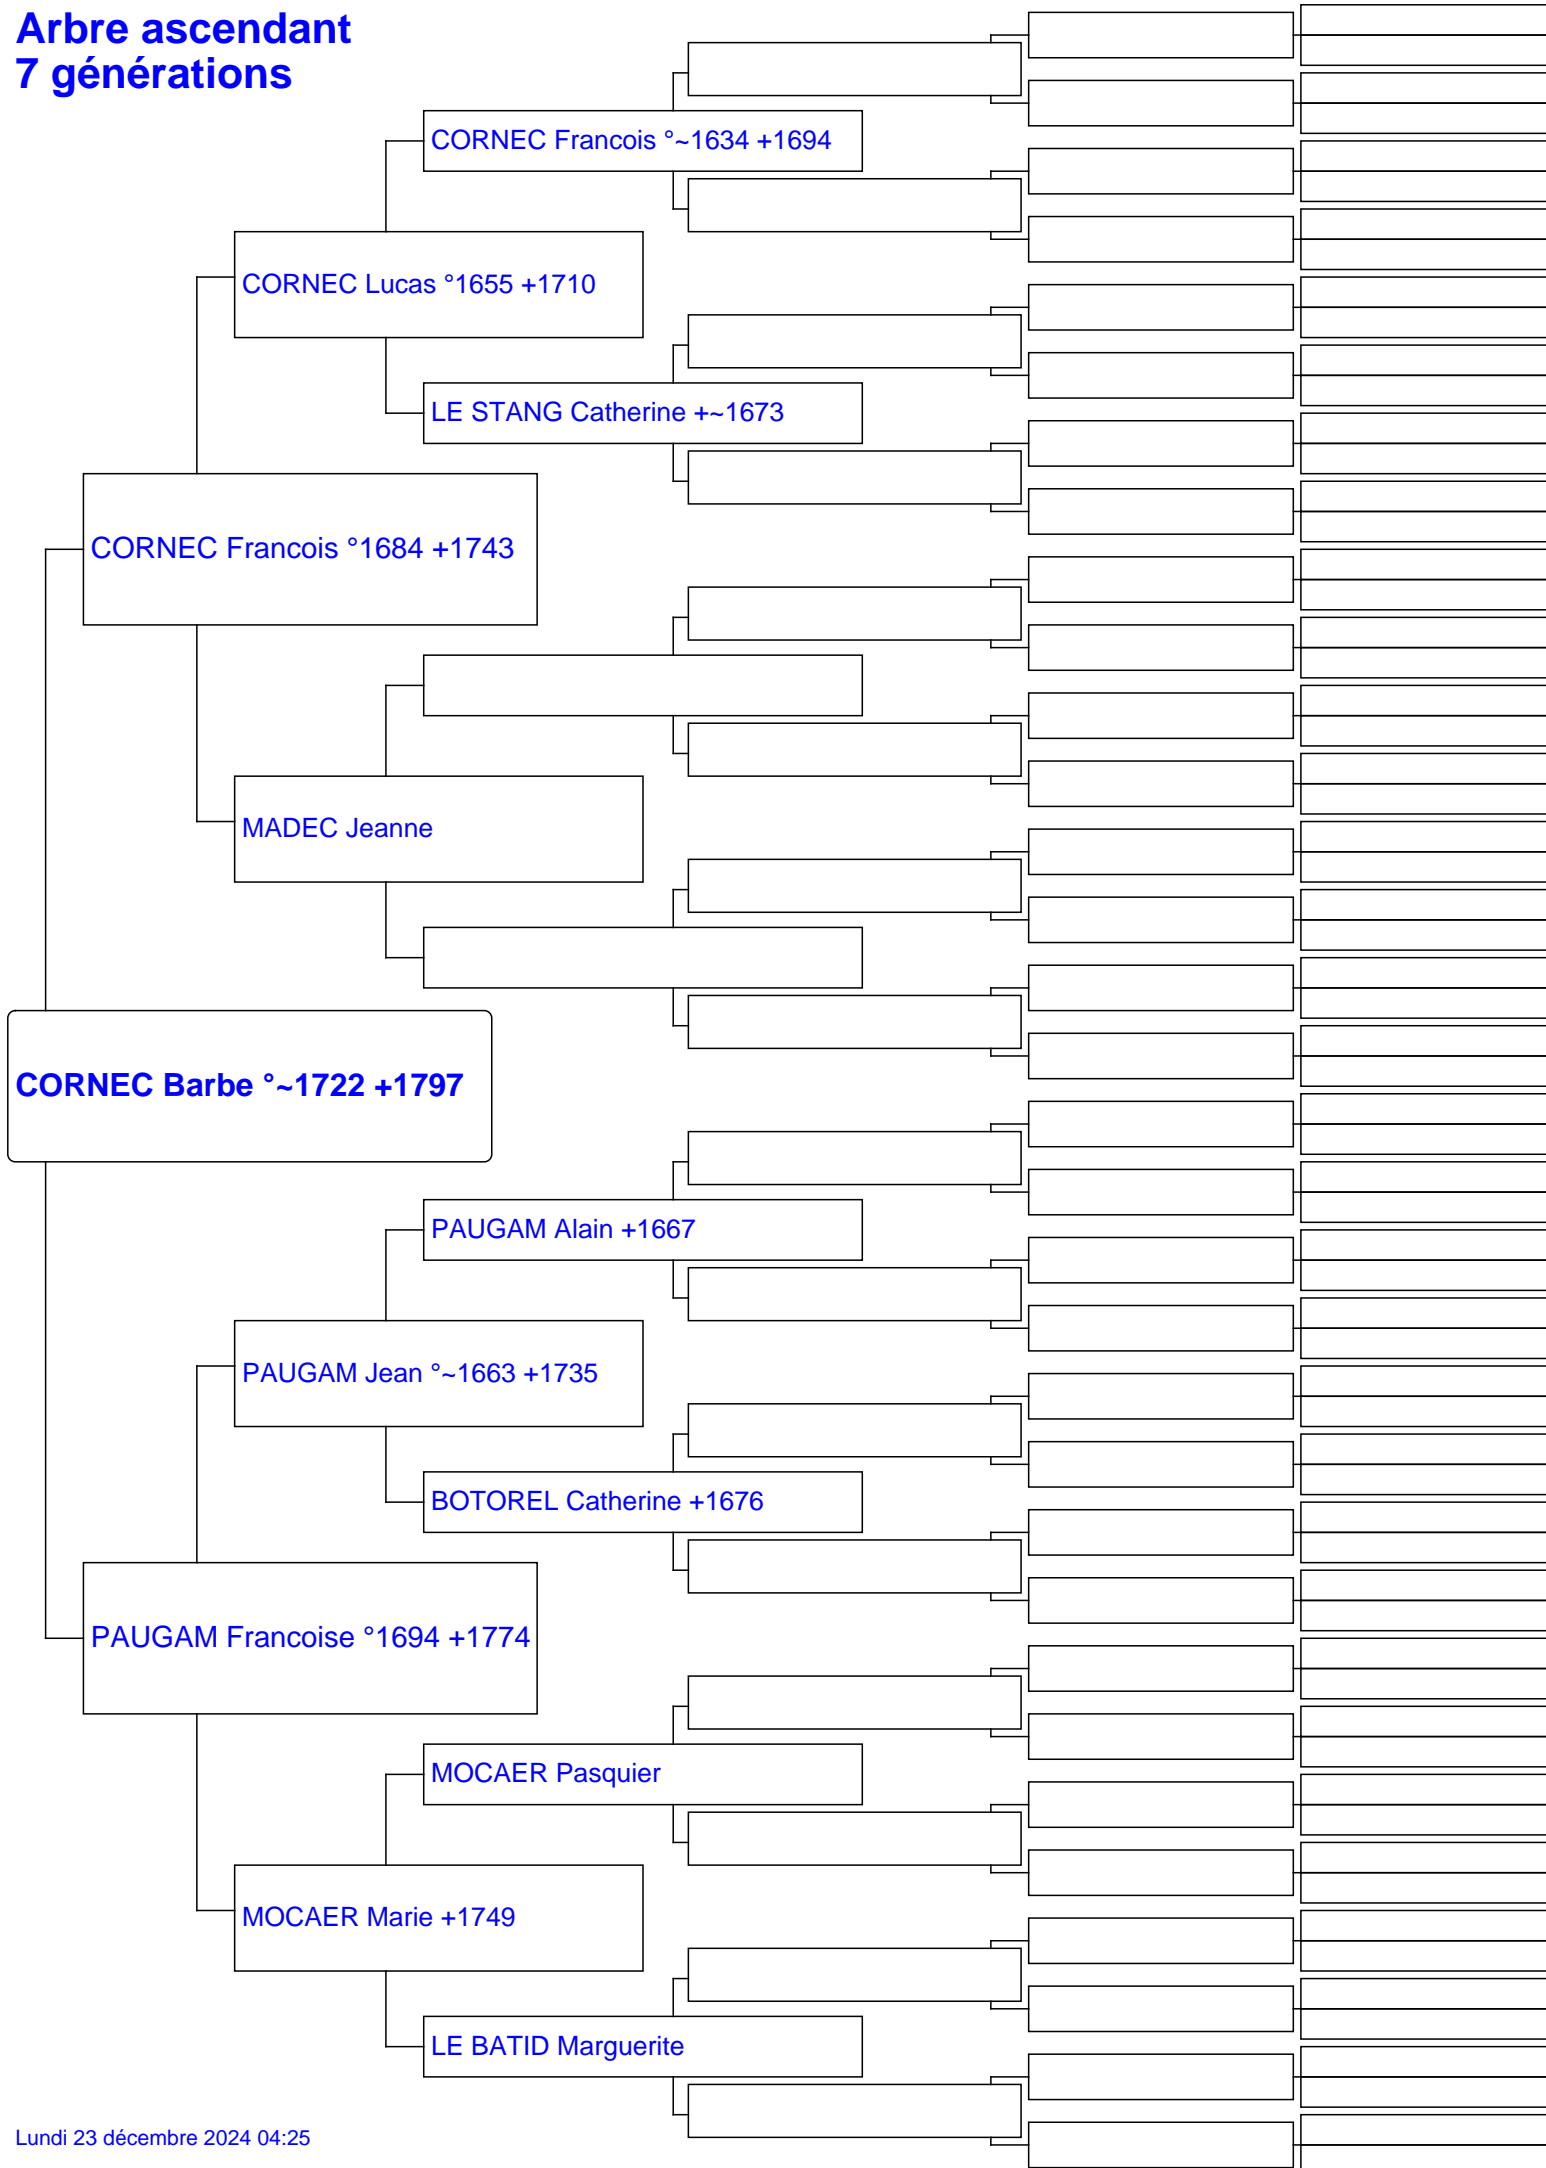 Arbre ascendant
7 générations
CORNEC Francois °~1634 +1694
CORNEC Lucas °1655 +1710
LE STANG Catherine +~1673
CORNEC Francois °1684 +1743
MADEC Jeanne
CORNEC Barbe °~1722 +1797
PAUGAM Alain +1667
PAUGAM Jean °~1663 +1735
BOTOREL Catherine +1676
PAUGAM Francoise °1694 +1774
MOCAER Pasquier
MOCAER Marie +1749
LE BATID Marguerite
Lundi 23 décembre 2024 04:25